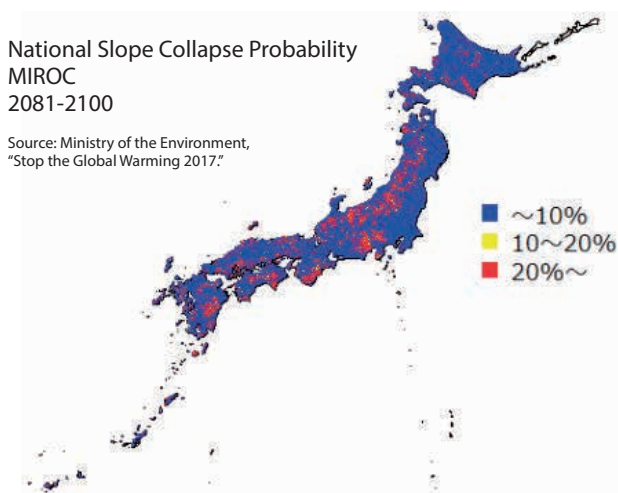 National Slope Collapse Probability
MIROC
2081-2100
Source: Ministry of the Environment,
“Stop the Global Warming 2017.”
～10%
10～20%
20%～